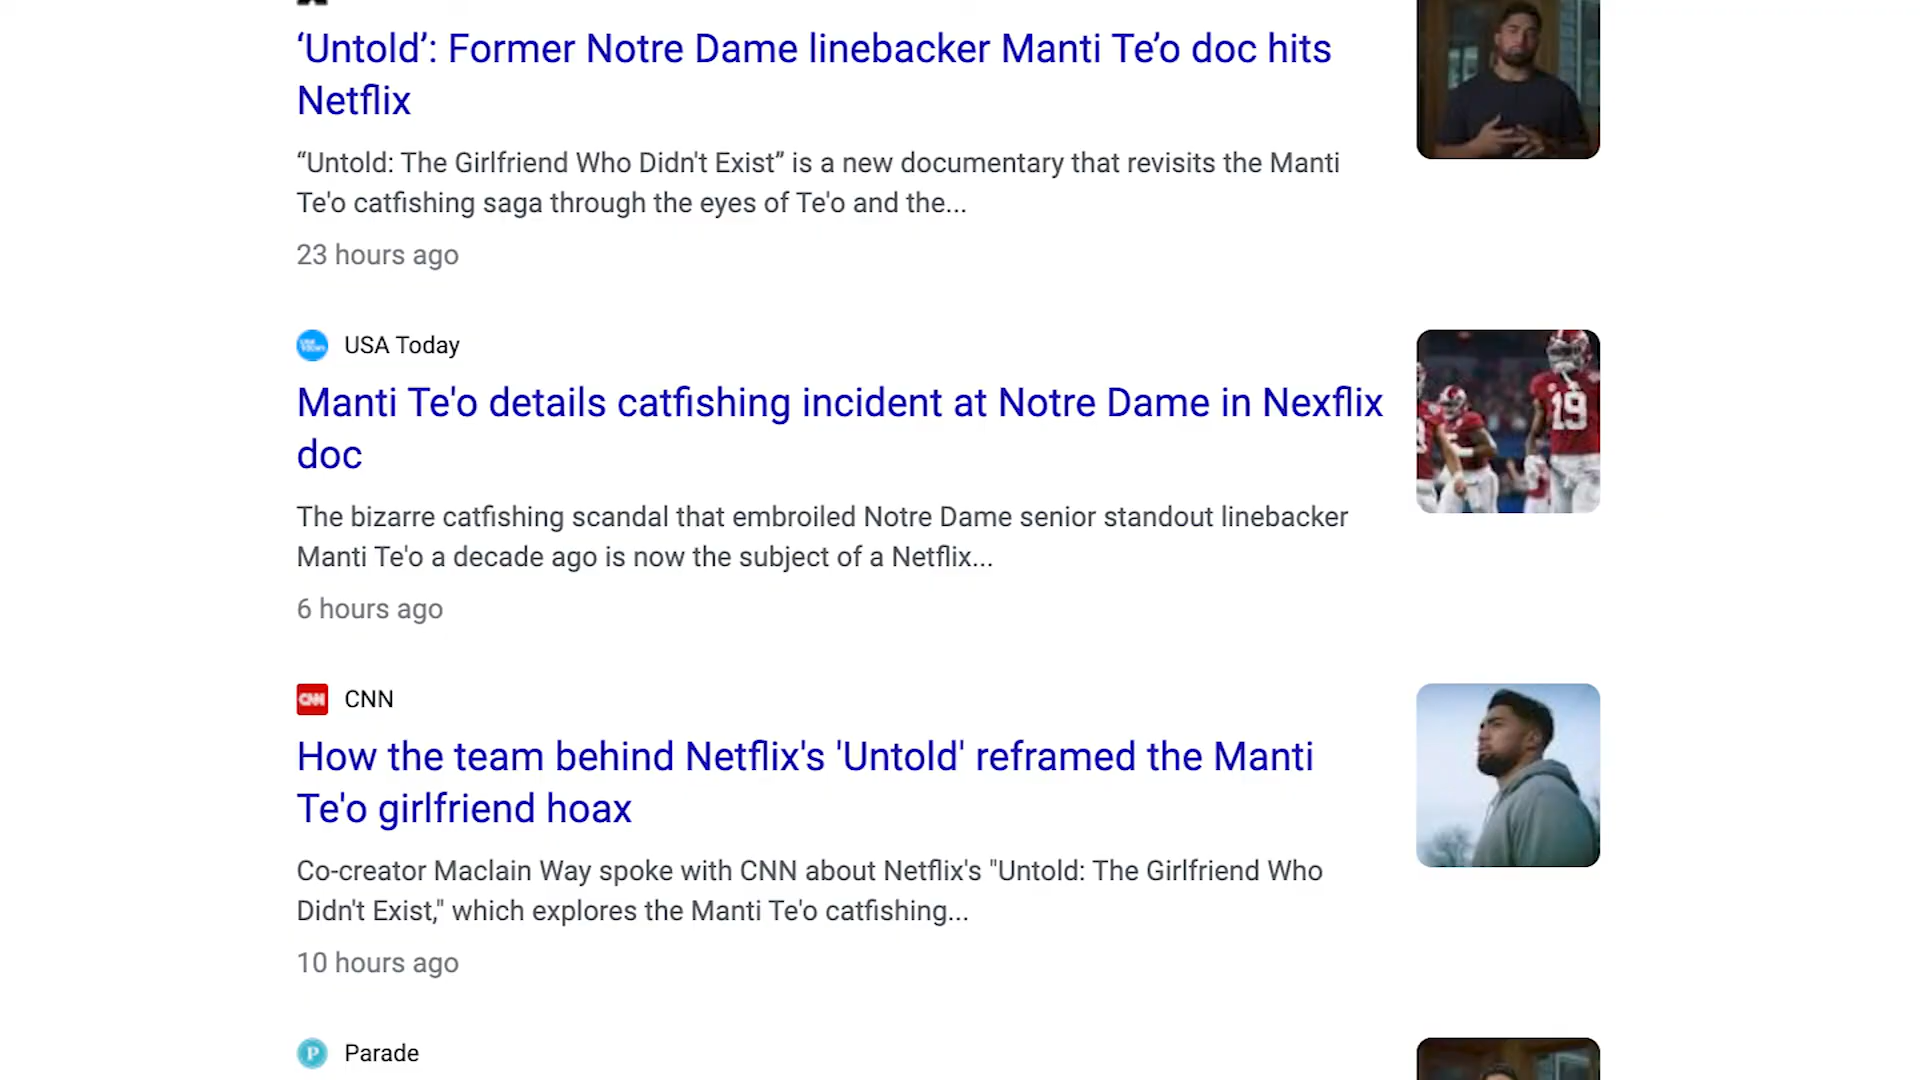 ‘Untold’: Former Notre Dame linebacker Manti Te’o doc hits
Netflix
“Untold: The Girlfriend Who Didn't Exist” is a new documentary that revisits the Manti
Te'o catfishing saga through the eyes of Te'o and the...
23 hours ago
USA TODAY
USA Today
Manti Te'o details catfishing incident at Notre Dame in Nexflix
doc
19
The bizarre catfishing scandal that embroiled Notre Dame senior standout linebacker
Manti Te'o a decade ago is now the subject of a Netflix...
6 hours ago
CNN
CNN
How the team behind Netflix's 'Untold' reframed the Manti
Te'o girlfriend hoax
Co-creator Maclain Way spoke with CNN about Netflix's "Untold: The Girlfriend Who
Didn't Exist," which explores the Manti Te'o catfishing...
10 hours ago
P
Parade